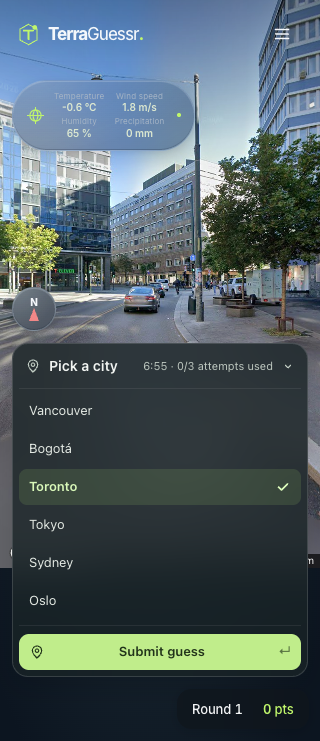 TerraGuessr.
Temperature
-0.6 °C
Wind speed
1.8 m/s
Humidity
65 %
Precipitation
0 mm
N
Pick a city
6:55 · 0/3 attempts used
Vancouver
Bogotá
Toronto
Tokyo
Sydney
Oslo
Submit guess
Round 1
0 pts